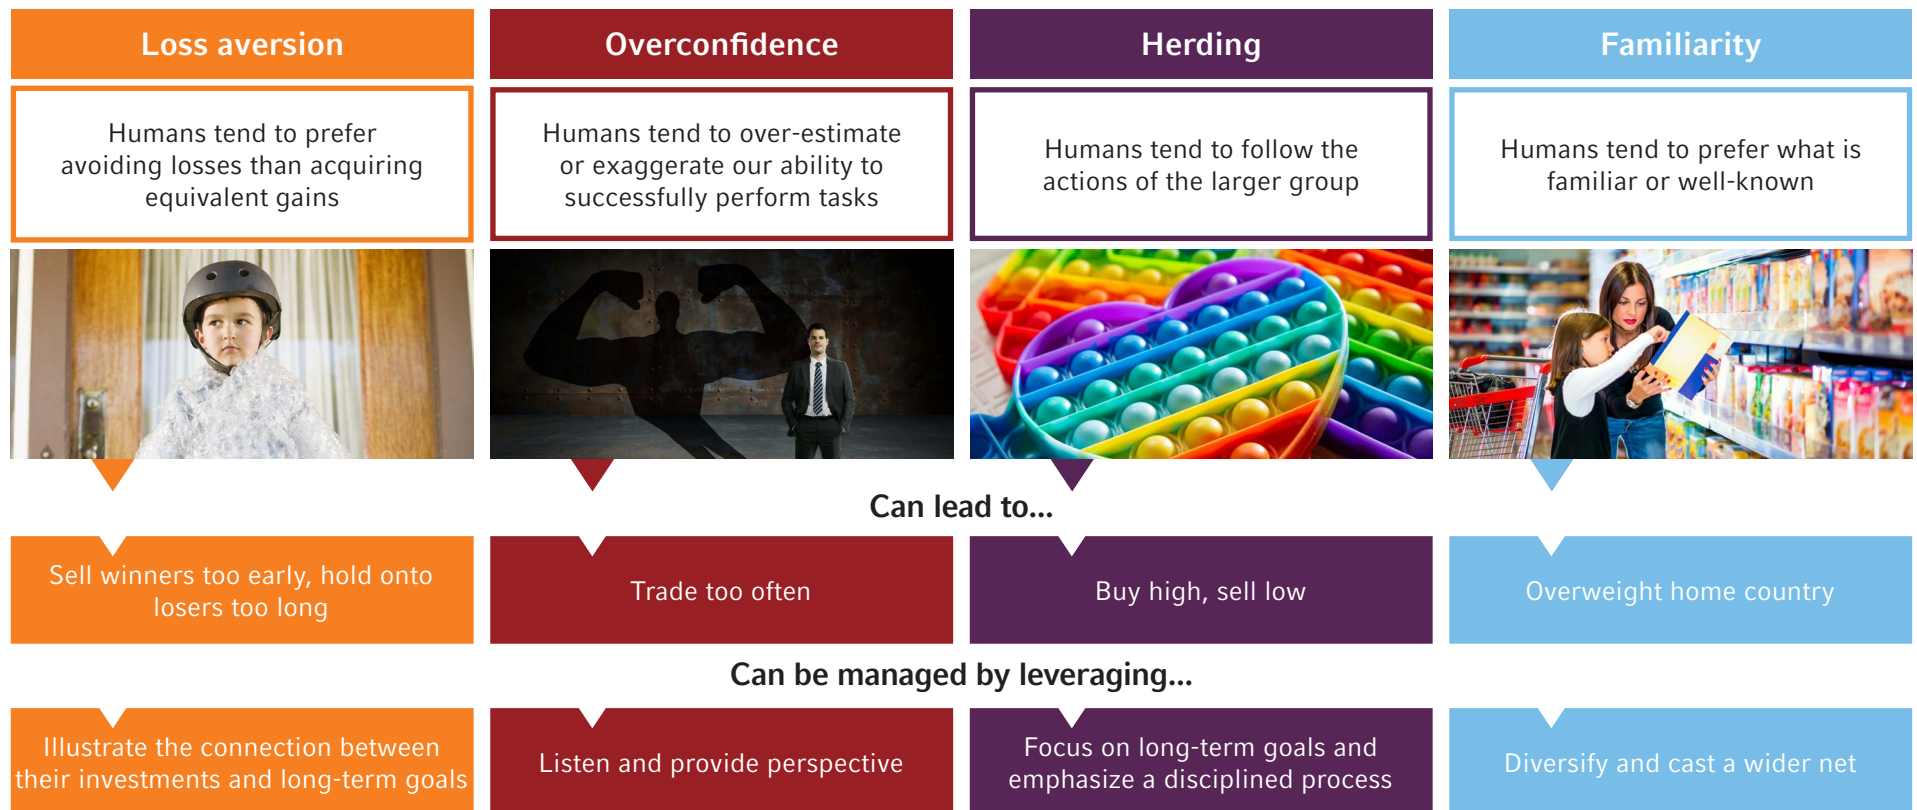 Loss aversion
Overconfidence
Herding
Familiarity
Humans tend to prefer
avoiding losses than acquiring
equivalent gains
Humans tend to over-estimate
or exaggerate our ability to
successfully perform tasks
Humans tend to follow the
actions of the larger group
Humans tend to prefer what is
familiar or well-known
Can lead to...
Sell winners too early, hold onto
losers too long
Trade too often
Buy high, sell low
Overweight home country
Can be managed by leveraging...
Illustrate the connection between
their investments and long-term goals
Listen and provide perspective
Focus on long-term goals and
emphasize a disciplined process
Diversify and cast a wider net